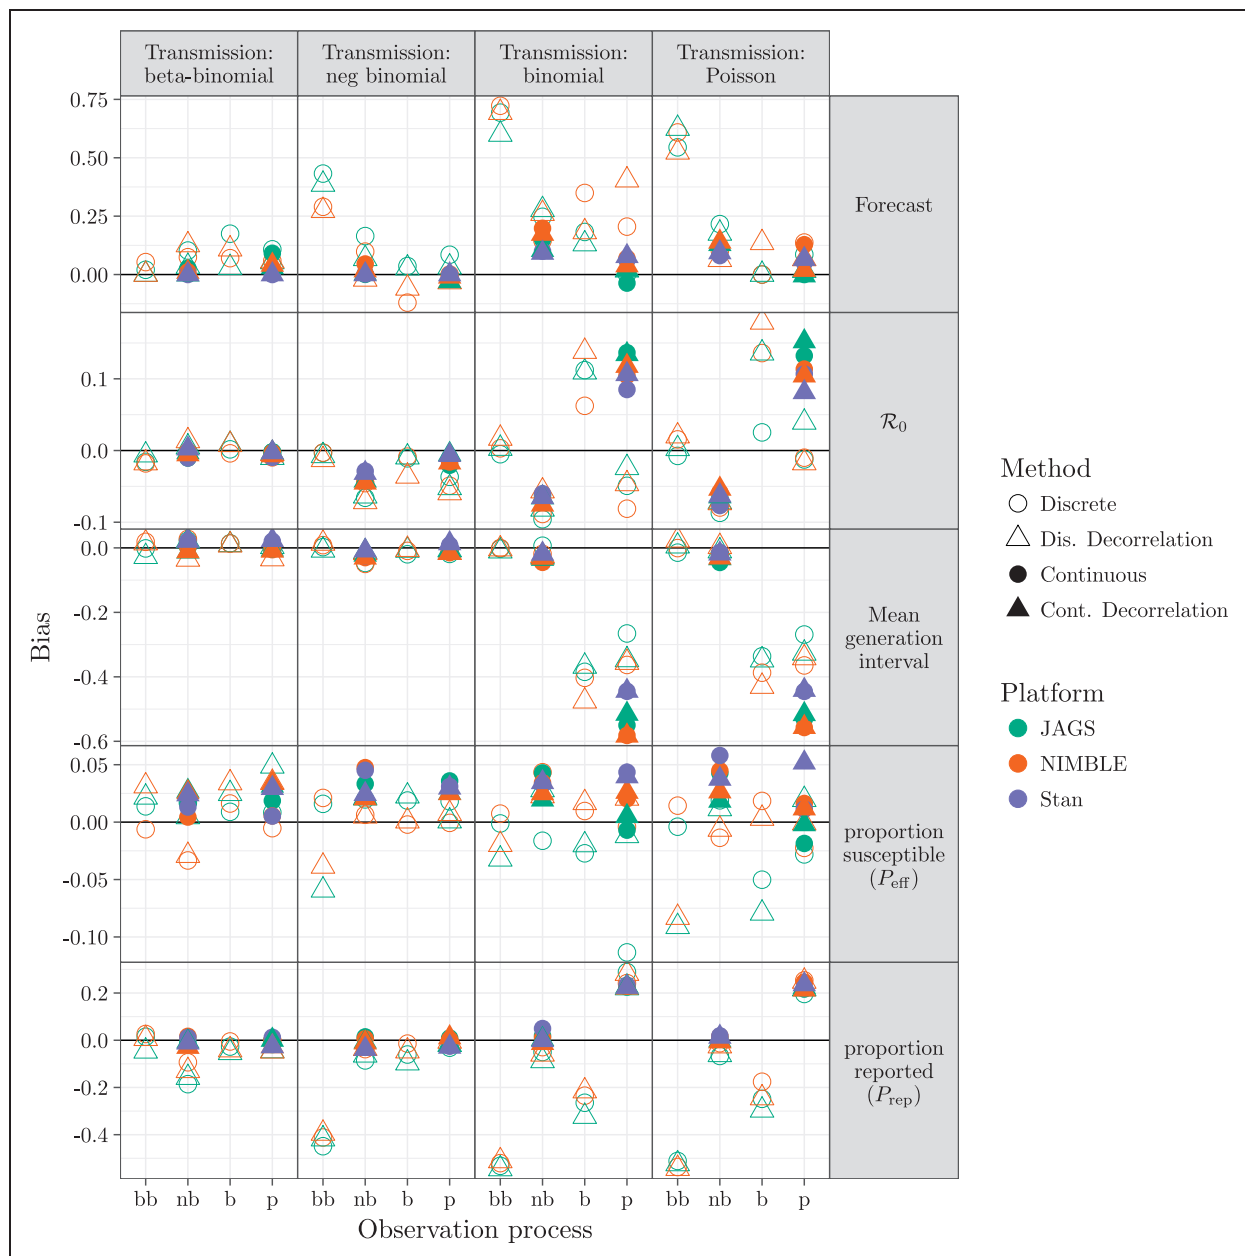 Transmission:
beta-binomial
Transmission:
neg binomial
Transmission:
binomial
Transmission:
Poisson
0.75
0.50
0.25
0.00
Forecast
0.1
0.0
-0.1
R₀
0.0
-0.2
-0.4
-0.6
Mean
generation
interval
0.05
0.00
-0.05
-0.10
proportion
susceptible
(P_eff)
0.2
0.0
-0.2
-0.4
proportion
reported
(P_rep)
Bias
bb nb b p
bb nb b p
bb nb b p
bb nb b p
Observation process
Method
Discrete
Dis. Decorrelation
Continuous
Cont. Decorrelation
Platform
JAGS
NIMBLE
Stan